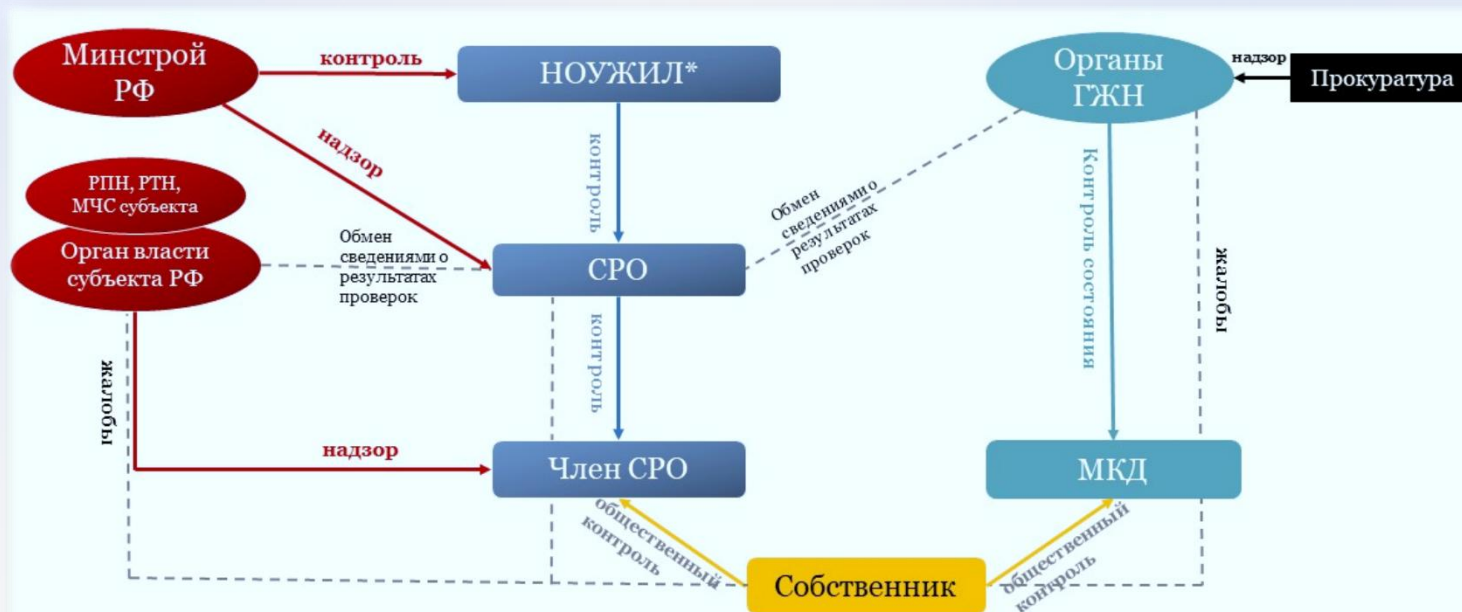 Минстрой
РФ
контроль
НОУЖИЛ*
Органы
ГЖН
надзор
Прокуратура
надзор
контроль
РПН, РТН,
МЧС субъекта
Орган власти
субъекта РФ
Обмен
сведениями о
результатах
проверок
СРО
Обмен
сведениями о
результатах
проверок
Контроль состояния
жалобы
жалобы
контроль
надзор
Член СРО
МКД
общественный
контроль
Собственник
общественный
контроль